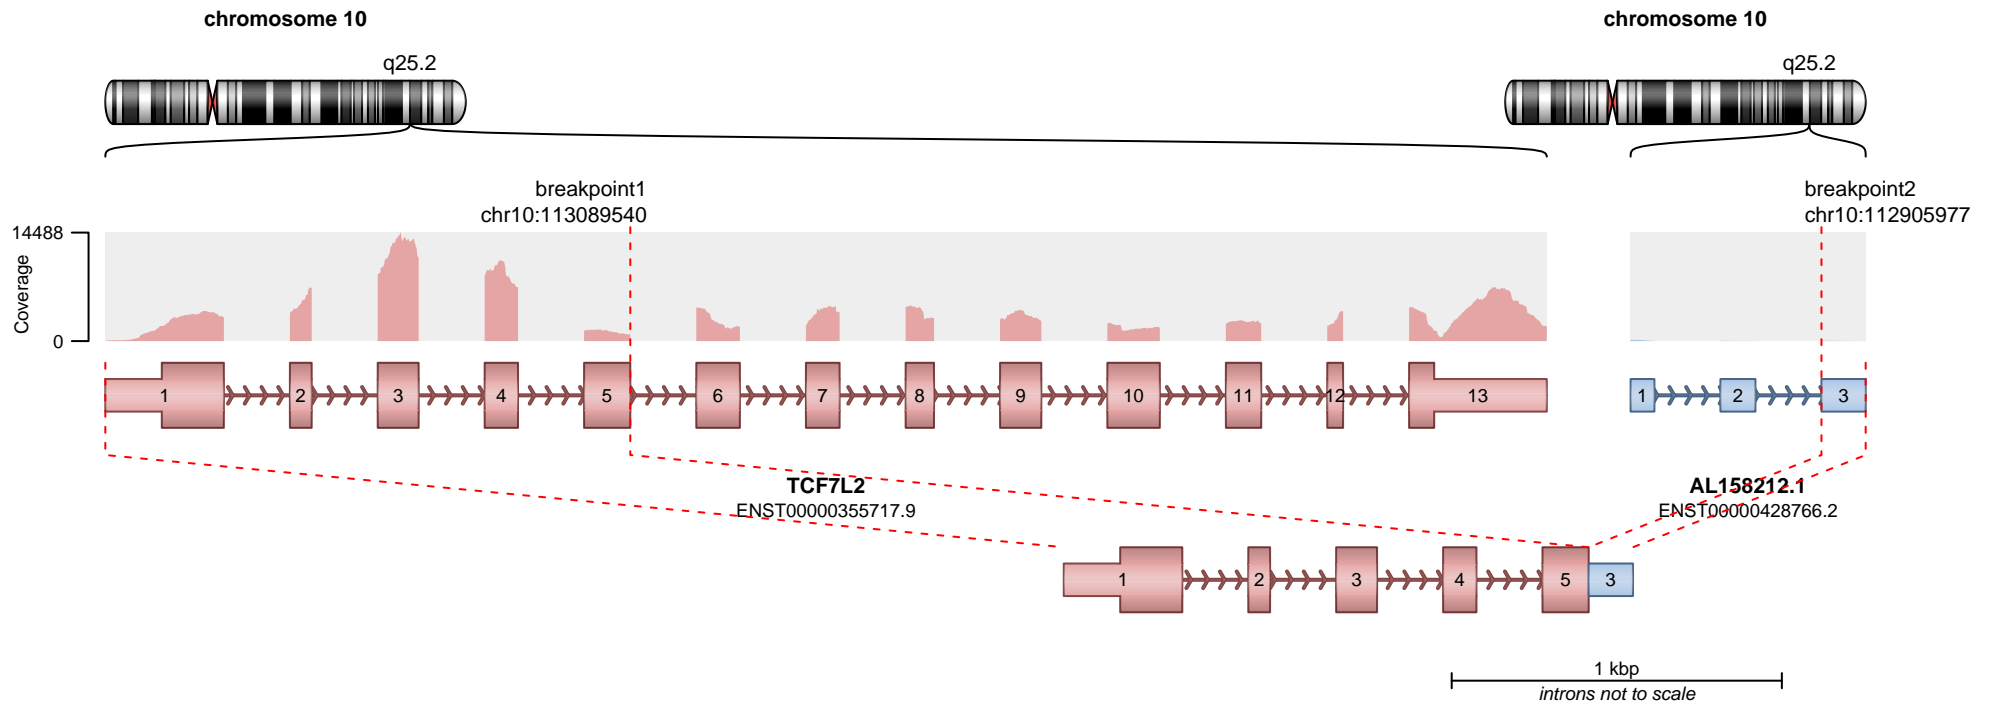 chromosome 10
chromosome 10
q25.2
q25.2
breakpoint1
chr10:113089540
breakpoint2
chr10:112905977
14488
Coverage
0
1 2 3 4 5 6 7 8 9 10 11 12 13
1 2 3
TCF7L2
ENST00000355717.9
AL158212.1
ENST00000428766.2
1 2 3 4 5 3
1 kbp
introns not to scale